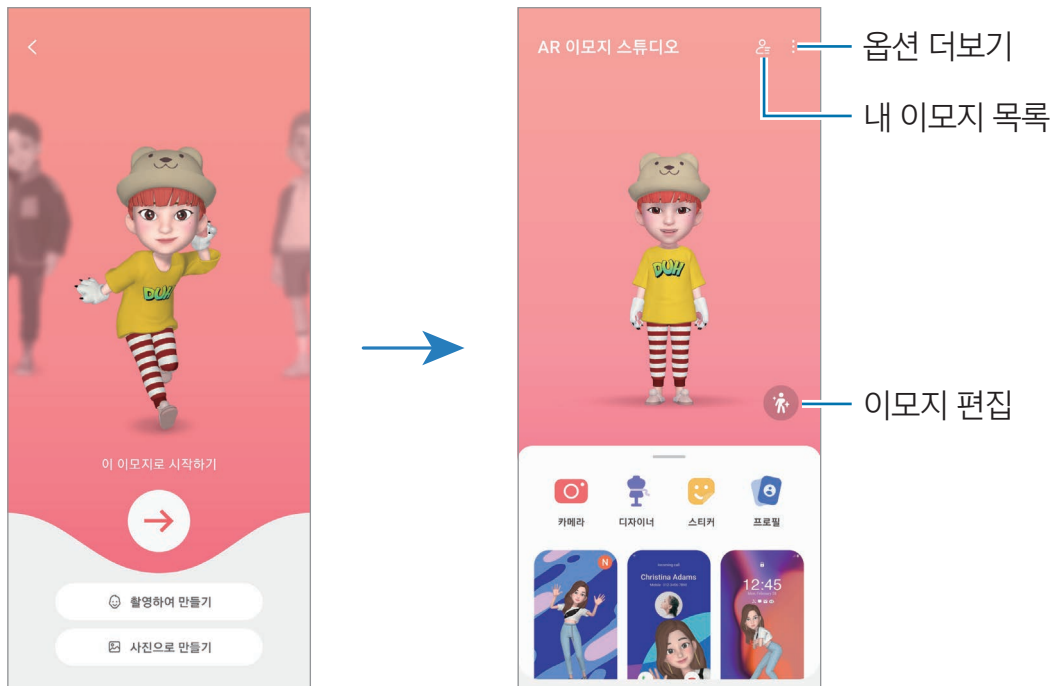 DUH
이 이모지로 시작하기
촬영하여 만들기
사진으로 만들기
AR 이모지 스튜디오
옵션 더보기
내 이모지 목록
DUH
이모지 편집
카메라
디자이너
스티커
프로필
N
Incoming call
Christina Adams
12:45